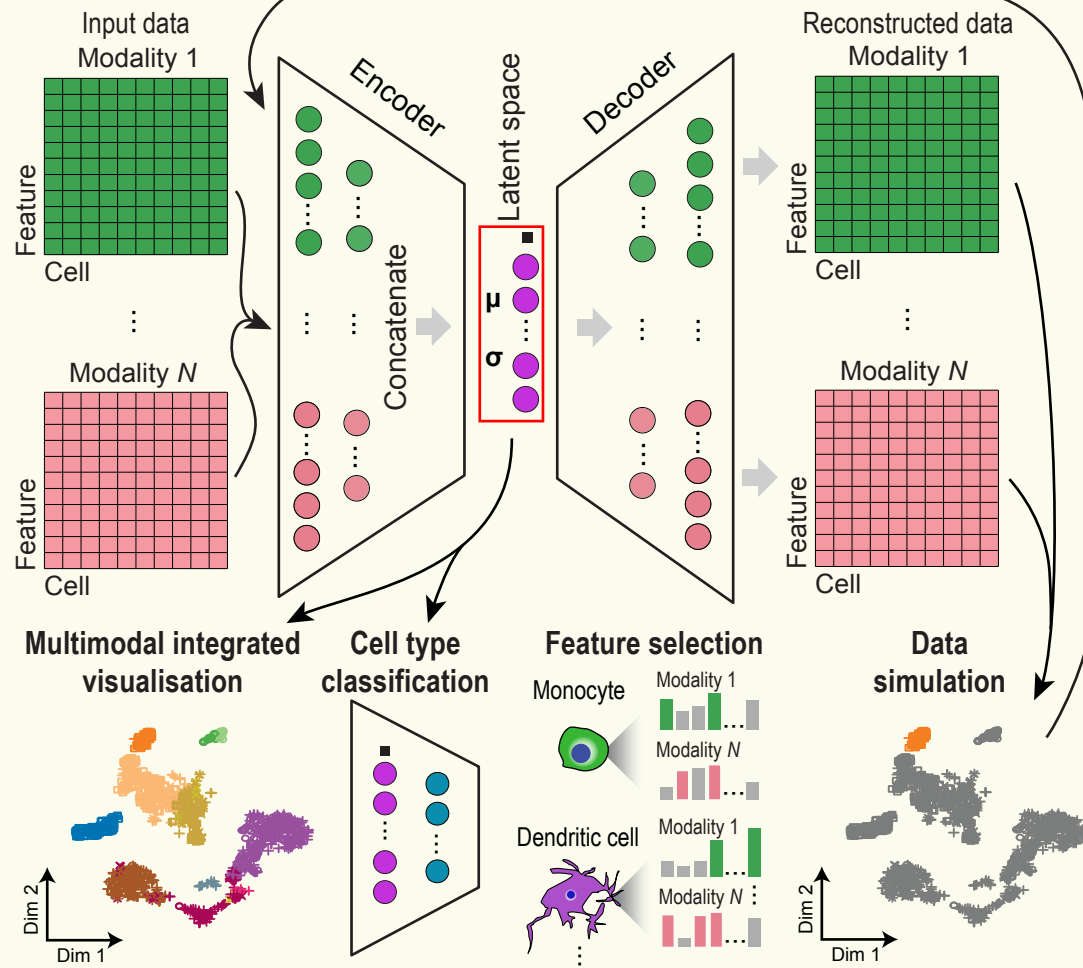 Input data
Modality 1
Feature
Cell
⋮
Modality N
Feature
Cell
Encoder
Concatenate
Latent space
μ
σ
Decoder
Reconstructed data
Modality 1
Feature
Cell
⋮
Modality N
Feature
Cell
Multimodal integrated
visualisation
Dim 2
Dim 1
Cell type
classification
Feature selection
Monocyte
Modality 1
...
Modality N
...
Dendritic cell
Modality 1
...
Modality N
...
Data
simulation
Dim 2
Dim 1